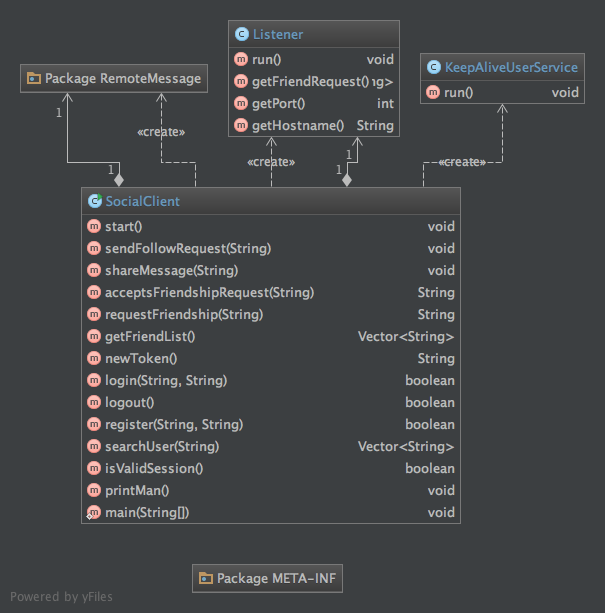 C Listener
m run() void
m getFriendRequest() ng>
m getPort() int
m getHostname() String
Package RemoteMessage
C KeepAliveUserService
m run() void
1
«create»
«create»
1
«create»
1
1
C SocialClient
m start() void
m sendFollowRequest(String) void
m shareMessage(String) void
m acceptsFriendshipRequest(String) String
m requestFriendship(String) String
m getFriendList() Vector<String>
m newToken() String
m login(String, String) boolean
m logout() boolean
m register(String, String) boolean
m searchUser(String) Vector<String>
m isValidSession() boolean
m printMan() void
m main(String[]) void
Package META-INF
Powered by yFiles